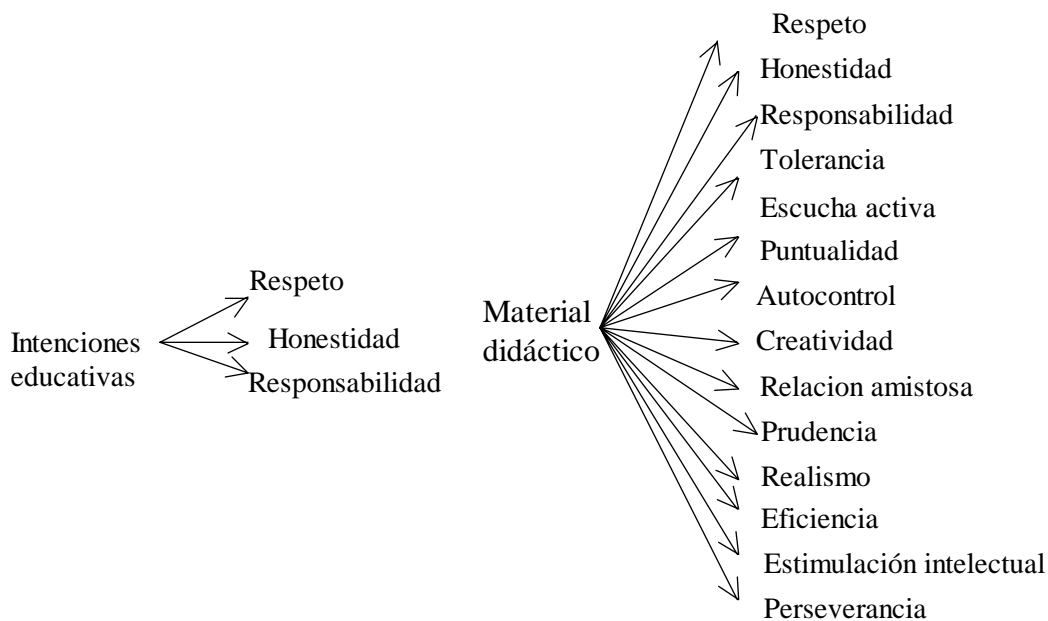 Intenciones
educativas
Respeto
Honestidad
Responsabilidad
Material
didáctico
Respeto
Honestidad
Responsabilidad
Tolerancia
Escucha activa
Puntualidad
Autocontrol
Creatividad
Relacion amistosa
Prudencia
Realismo
Eficiencia
Estimulación intelectual
Perseverancia